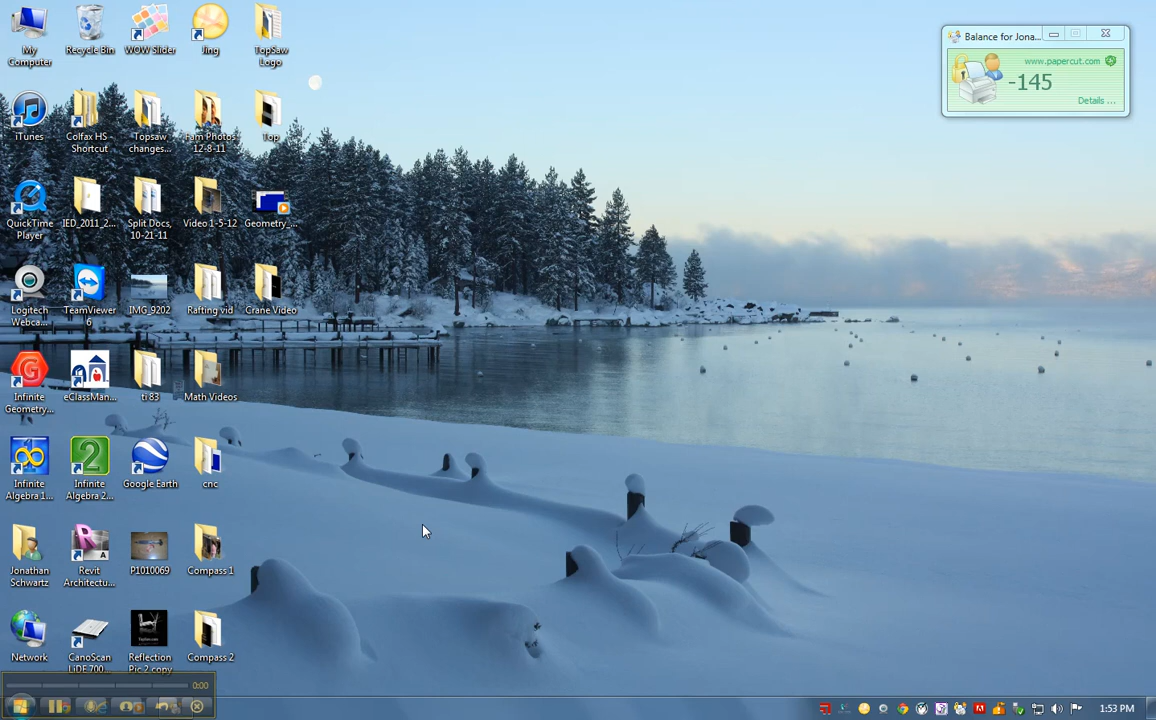 My
Computer
Recycle Bin
WOW Slider
Jing
TopSaw
Logo
iTunes
Colfax HS -
Shortcut
Topsaw
changes...
Fam Photos
12-8-11
Top
QuickTime
Player
IED_2011_2...
Split Docs,
10-21-11
Video 1-5-12
Geometry_...
Logitech
Webca...
TeamViewer
6
IMG_9202
Rafting vid
Crane Video
Infinite
Geometry...
eClassMan...
ti 83
Math Videos
Infinite
Algebra 1...
Infinite
Algebra 2...
Google Earth
cnc
Jonathan
Schwartz
Revit
Architectu...
P1010069
Compass 1
Network
CanoScan
LiDE 700...
Reflection
Pic 2 copy
Compass 2
Balance for Jona...
www.papercut.com
-145
Details ...
0:00
1:53 PM